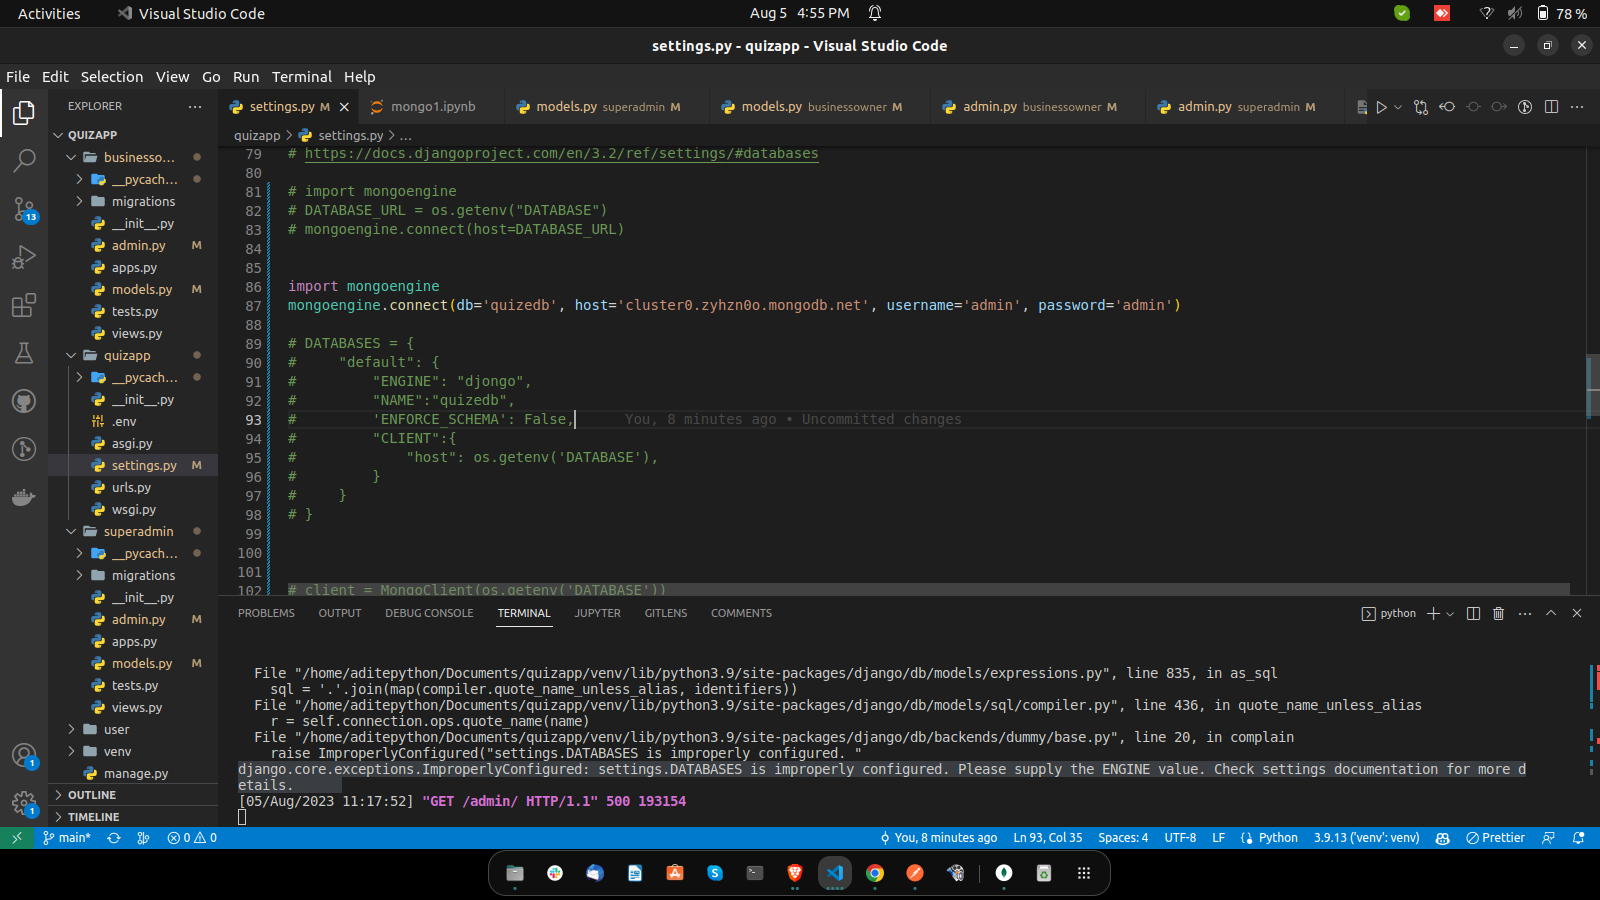 Activities
Visual Studio Code
Aug 5 4:55 PM
78 %
settings.py - quizapp - Visual Studio Code
File Edit Selection View Go Run Terminal Help
EXPLORER
settings.py M
mongo1.ipynb
models.py superadmin M
models.py businessowner M
admin.py businessowner M
admin.py superadmin M
QUIZAPP
quizapp > settings.py > ...
businesso...
__pycach...
migrations
__init__.py
admin.py M
apps.py
models.py M
tests.py
views.py
quizapp
__pycach...
__init__.py
.env
asgi.py
settings.py M
urls.py
wsgi.py
superadmin
__pycach...
migrations
__init__.py
admin.py M
apps.py
models.py M
tests.py
views.py
user
venv
manage.py
OUTLINE
TIMELINE
13
1
1
79 # https://docs.djangoproject.com/en/3.2/ref/settings/#databases
80
81 # import mongoengine
82 # DATABASE_URL = os.getenv("DATABASE")
83 # mongoengine.connect(host=DATABASE_URL)
84
85
86 import mongoengine
87 mongoengine.connect(db='quizedb', host='cluster0.zyhzn0o.mongodb.net', username='admin', password='admin')
88
89 # DATABASES = {
90 #     "default": {
91 #         "ENGINE": "djongo",
92 #         "NAME":"quizedb",
93 #         'ENFORCE_SCHEMA': False, You, 8 minutes ago • Uncommitted changes
94 #         "CLIENT":{
95 #             "host": os.getenv('DATABASE'),
96 #         }
97 #     }
98 # }
99
100
101
102 # client = MongoClient(os.getenv('DATABASE'))
PROBLEMS OUTPUT DEBUG CONSOLE TERMINAL JUPYTER GITLENS COMMENTS
python
File "/home/aditepython/Documents/quizapp/venv/lib/python3.9/site-packages/django/db/models/expressions.py", line 835, in as_sql
sql = '.'.join(map(compiler.quote_name_unless_alias, identifiers))
File "/home/aditepython/Documents/quizapp/venv/lib/python3.9/site-packages/django/db/models/sql/compiler.py", line 436, in quote_name_unless_alias
r = self.connection.ops.quote_name(name)
File "/home/aditepython/Documents/quizapp/venv/lib/python3.9/site-packages/django/db/backends/dummy/base.py", line 20, in complain
raise ImproperlyConfigured("settings.DATABASES is improperly configured. "
django.core.exceptions.ImproperlyConfigured: settings.DATABASES is improperly configured. Please supply the ENGINE value. Check settings documentation for more d
etails.
[05/Aug/2023 11:17:52] "GET /admin/ HTTP/1.1" 500 193154
main* 0 0 You, 8 minutes ago Ln 93, Col 35 Spaces: 4 UTF-8 LF Python 3.9.13 ('venv': venv) Prettier